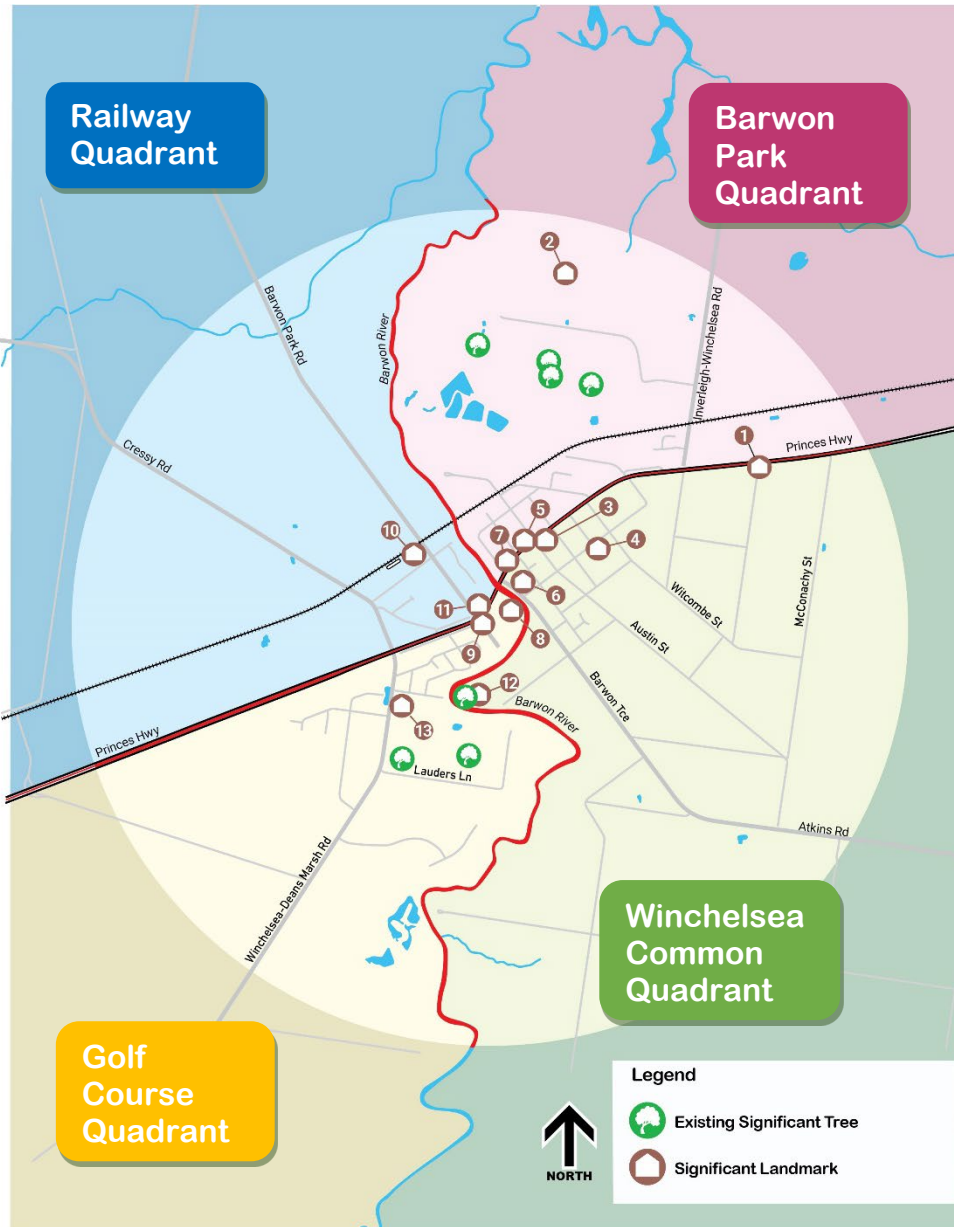 Railway
Quadrant
Barwon
Park
Quadrant
2
Barwon Park Rd
Barwon River
Inverleigh-Winchelsea Rd
1
Princes Hwy
Cressy Rd
5
3
7
4
10
6
11
8
9
Witcombe St
McConachy St
Austin St
12
Barwon River
Barwon Tce
13
Princes Hwy
Lauders Ln
Atkins Rd
Winchelsea-Deans Marsh Rd
Winchelsea
Common
Quadrant
Golf
Course
Quadrant
Legend
Existing Significant Tree
Significant Landmark
NORTH